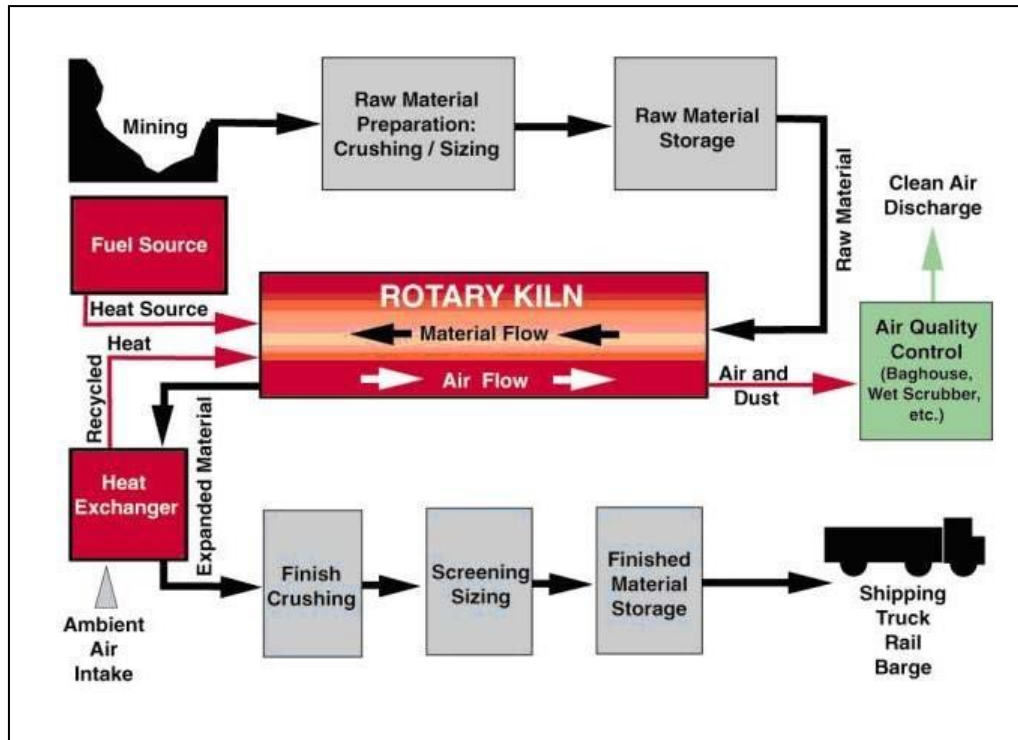 Mining
Raw Material
Preparation:
Crushing / Sizing
Raw Material
Storage
Raw Material
Clean Air
Discharge
Fuel Source
Heat Source
ROTARY KILN
Material Flow
Air Flow
Air Quality
Control
(Baghouse,
Wet Scrubber,
etc.)
Air and
Dust
Recycled
Heat
Expanded Material
Heat
Exchanger
Ambient
Air
Intake
Finish
Crushing
Screening
Sizing
Finished
Material
Storage
Shipping
Truck
Rail
Barge